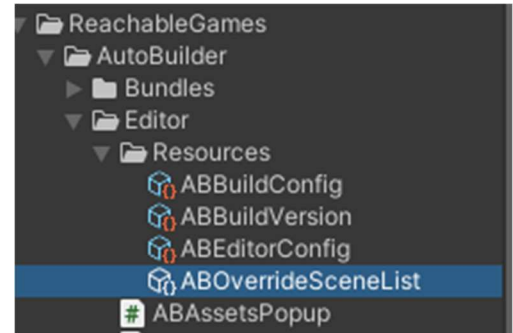 ReachableGames
AutoBuilder
Bundles
Editor
Resources
ABBuildConfig
ABBuildVersion
ABEditorConfig
ABOverrideSceneList
ABAssetsPopup